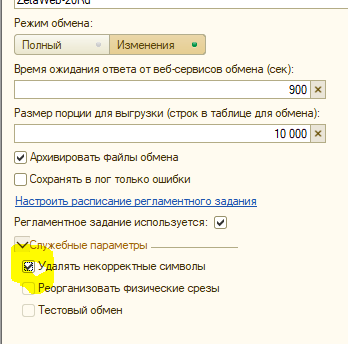 ZetaWeb-20Rd
Режим обмена:
Полный Изменения
Время ожидания ответа от веб-сервисов обмена (сек):
900
Размер порции для выгрузки (строк в таблице для обмена):
10 000
Архивировать файлы обмена
Сохранять в лог только ошибки
Настроить расписание регламентного задания
Регламентное задание используется:
Служебные параметры
Удалять некорректные символы
Реорганизовать физические срезы
Тестовый обмен